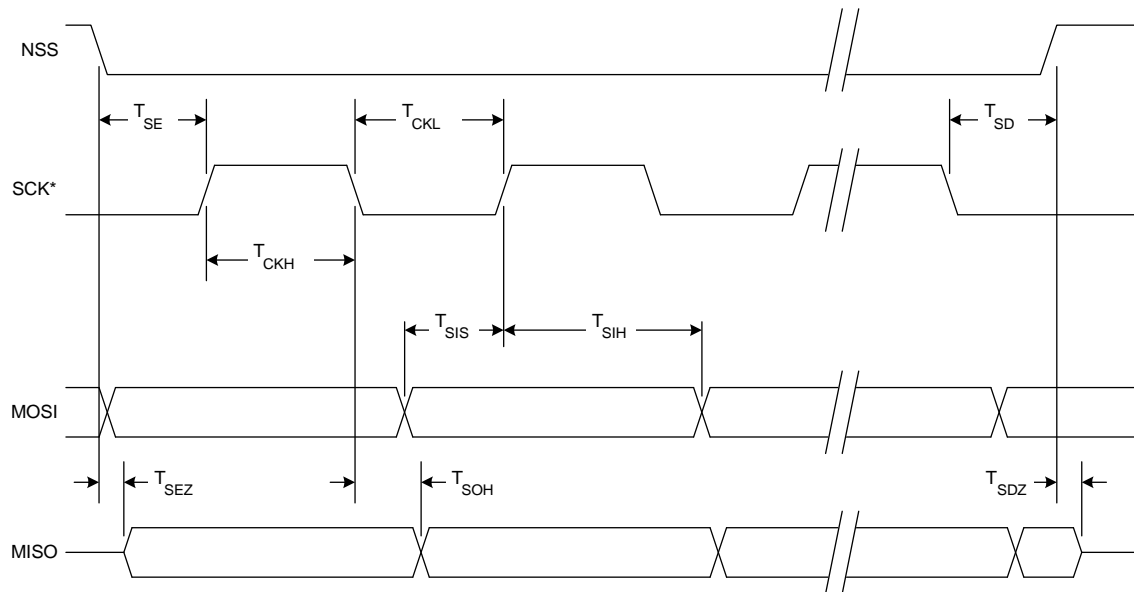 NSS
T_SE
T_CKL
T_SD
SCK*
T_CKH
T_SIS
T_SIH
MOSI
T_SEZ
T_SOH
T_SDZ
MISO